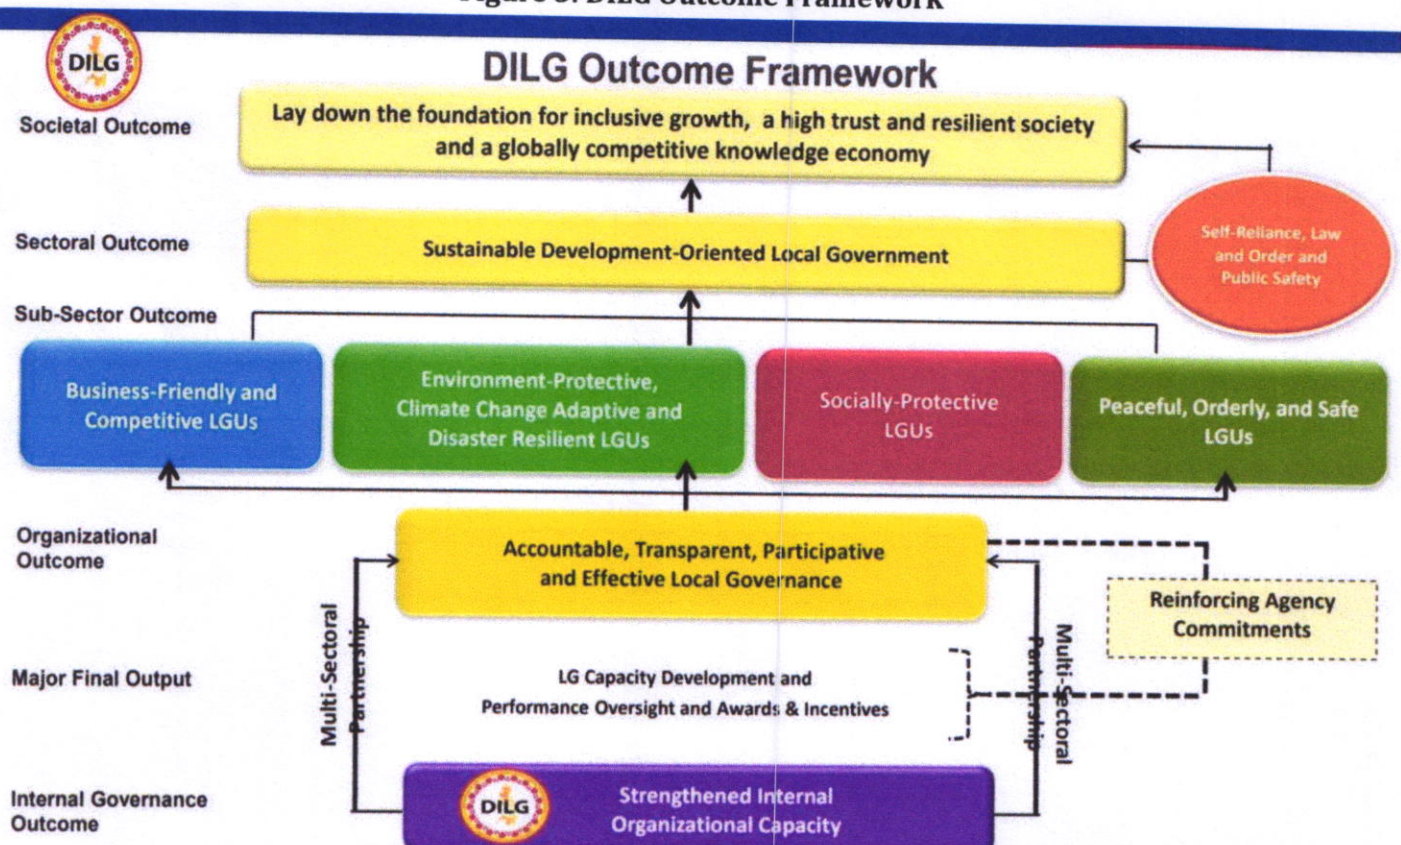 Figure 3: DILG Outcome Framework
DILG
DILG Outcome Framework
Societal Outcome
Lay down the foundation for inclusive growth, a high trust and resilient society
and a globally competitive knowledge economy
Sectoral Outcome
Sustainable Development-Oriented Local Government
Self-Reliance, Law
and Order and
Public Safety
Sub-Sector Outcome
Business-Friendly and
Competitive LGUs
Environment-Protective,
Climate Change Adaptive and
Disaster Resilient LGUs
Socially-Protective
LGUs
Peaceful, Orderly, and Safe
LGUs
Organizational
Outcome
Accountable, Transparent, Participative
and Effective Local Governance
Reinforcing Agency
Commitments
Multi-Sectoral
Partnership
Multi-Sectoral
Partnership
Major Final Output
LG Capacity Development and
Performance Oversight and Awards & Incentives
Internal Governance
Outcome
DILG
Strengthened Internal
Organizational Capacity